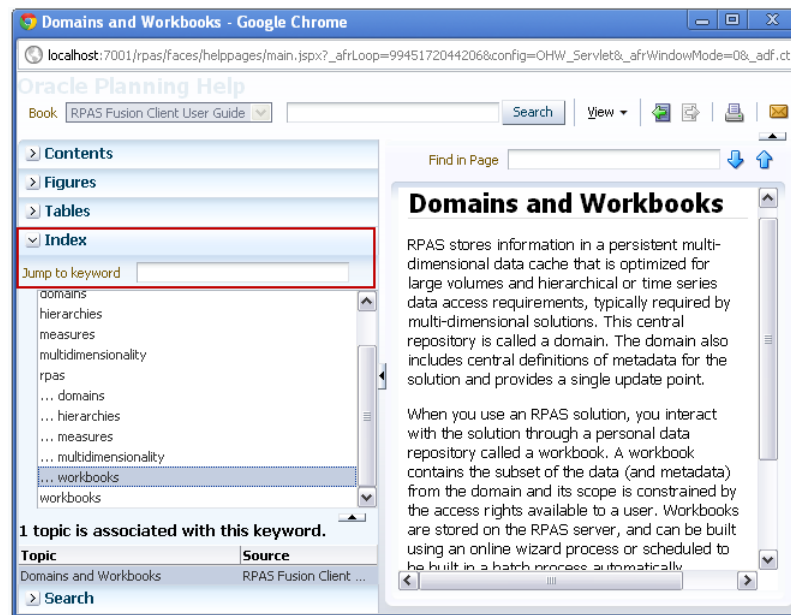 Domains and Workbooks - Google Chrome
localhost:7001/rpas/faces/helppages/main.jspx?_afrLoop=9945172044206&config=OHW_Servlet&_afrWindowMode=0&_adf.ct
Oracle Planning Help
Book RPAS Fusion Client User Guide Search View
Contents
Figures
Tables
Index
Jump to keyword
domains
hierarchies
measures
multidimensionality
rpas
... domains
... hierarchies
... measures
... multidimensionality
... workbooks
workbooks
1 topic is associated with this keyword.
Topic Source
Domains and Workbooks RPAS Fusion Client ...
Search
Find in Page
Domains and Workbooks
RPAS stores information in a persistent multi-
dimensional data cache that is optimized for
large volumes and hierarchical or time series
data access requirements, typically required by
multi-dimensional solutions. This central
repository is called a domain. The domain also
includes central definitions of metadata for the
solution and provides a single update point.
When you use an RPAS solution, you interact
with the solution through a personal data
repository called a workbook. A workbook
contains the subset of the data (and metadata)
from the domain and its scope is constrained by
the access rights available to a user. Workbooks
are stored on the RPAS server, and can be built
using an online wizard process or scheduled to
be built in a batch process automatically.